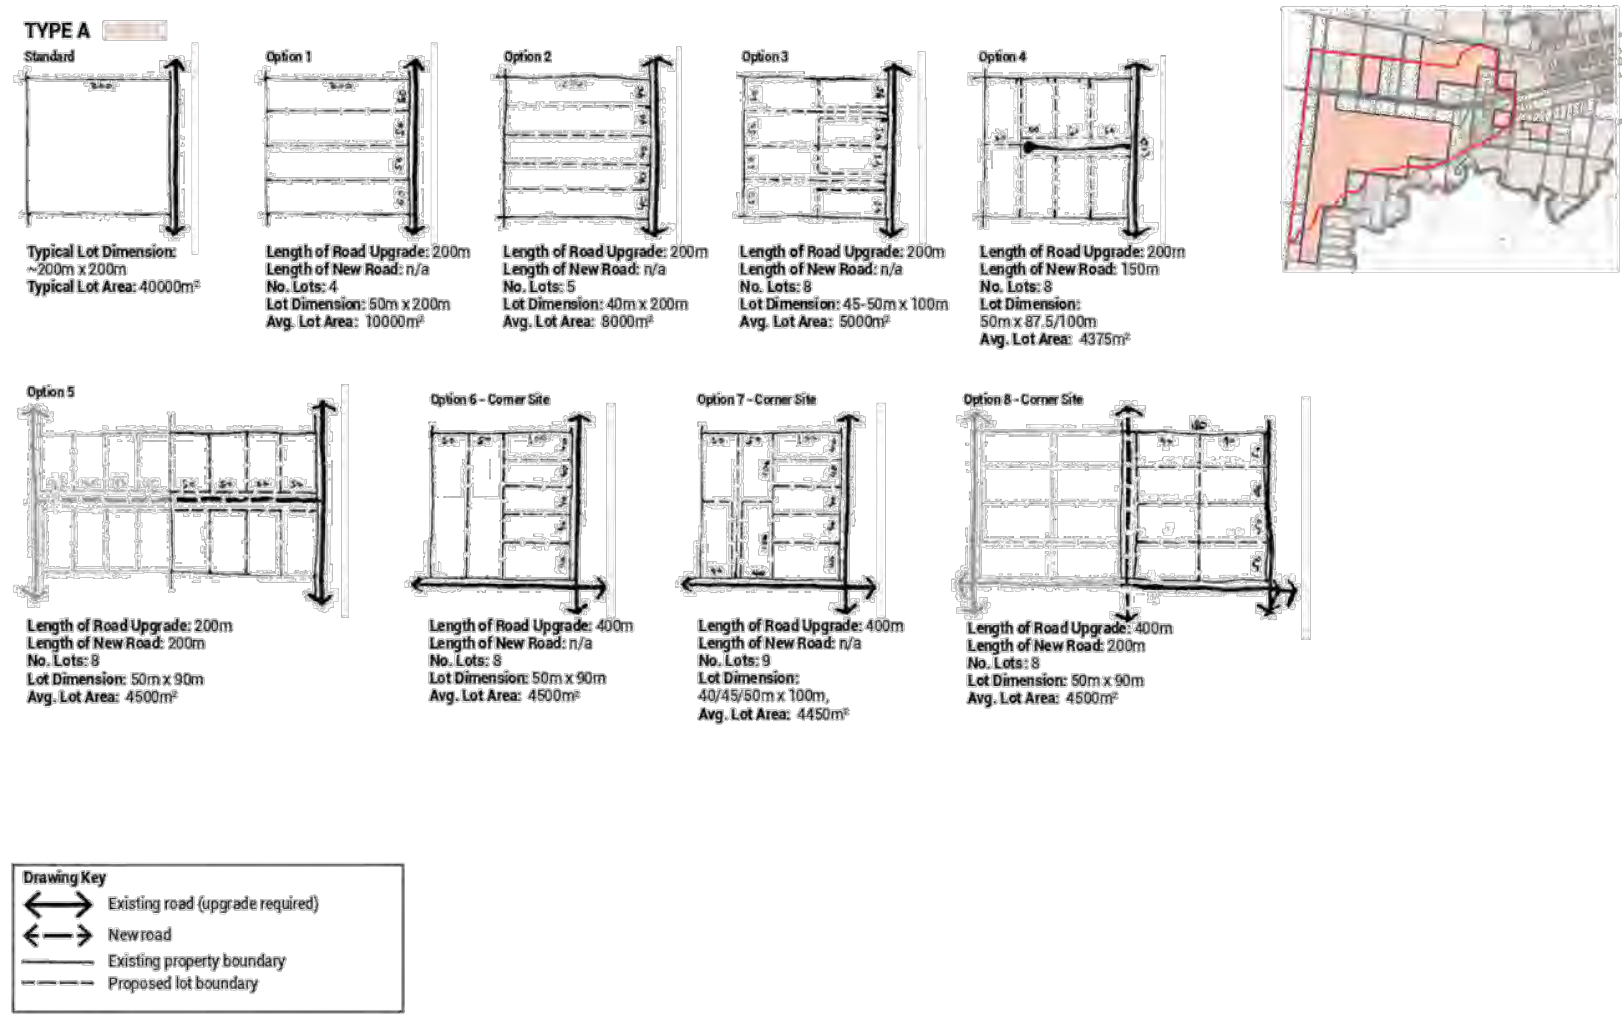 TYPE A
Standard
Typical Lot Dimension:
~200m x 200m
Typical Lot Area: 40000m²
Option 1
Length of Road Upgrade: 200m
Length of New Road: n/a
No. Lots: 4
Lot Dimension: 50m x 200m
Avg. Lot Area: 10000m²
Option 2
Length of Road Upgrade: 200m
Length of New Road: n/a
No. Lots: 5
Lot Dimension: 40m x 200m
Avg. Lot Area: 8000m²
Option 3
Length of Road Upgrade: 200m
Length of New Road: n/a
No. Lots: 8
Lot Dimension: 45-50m x 100m
Avg. Lot Area: 5000m²
Option 4
Length of Road Upgrade: 200m
Length of New Road: 150m
No. Lots: 8
Lot Dimension:
50m x 87.5/100m
Avg. Lot Area: 4375m²
Option 5
Length of Road Upgrade: 200m
Length of New Road: 200m
No. Lots: 8
Lot Dimension: 50m x 90m
Avg. Lot Area: 4500m²
Option 6 - Corner Site
50 50 100
Length of Road Upgrade: 400m
Length of New Road: n/a
No. Lots: 8
Lot Dimension: 50m x 90m
Avg. Lot Area: 4500m²
Option 7 - Corner Site
50 50 100
Length of Road Upgrade: 400m
Length of New Road: n/a
No. Lots: 9
Lot Dimension:
40/45/50m x 100m,
Avg. Lot Area: 4450m²
Option 8 - Corner Site
Length of Road Upgrade: 400m
Length of New Road: 200m
No. Lots: 8
Lot Dimension: 50m x 90m
Avg. Lot Area: 4500m²
Drawing Key
Existing road (upgrade required)
New road
Existing property boundary
Proposed lot boundary